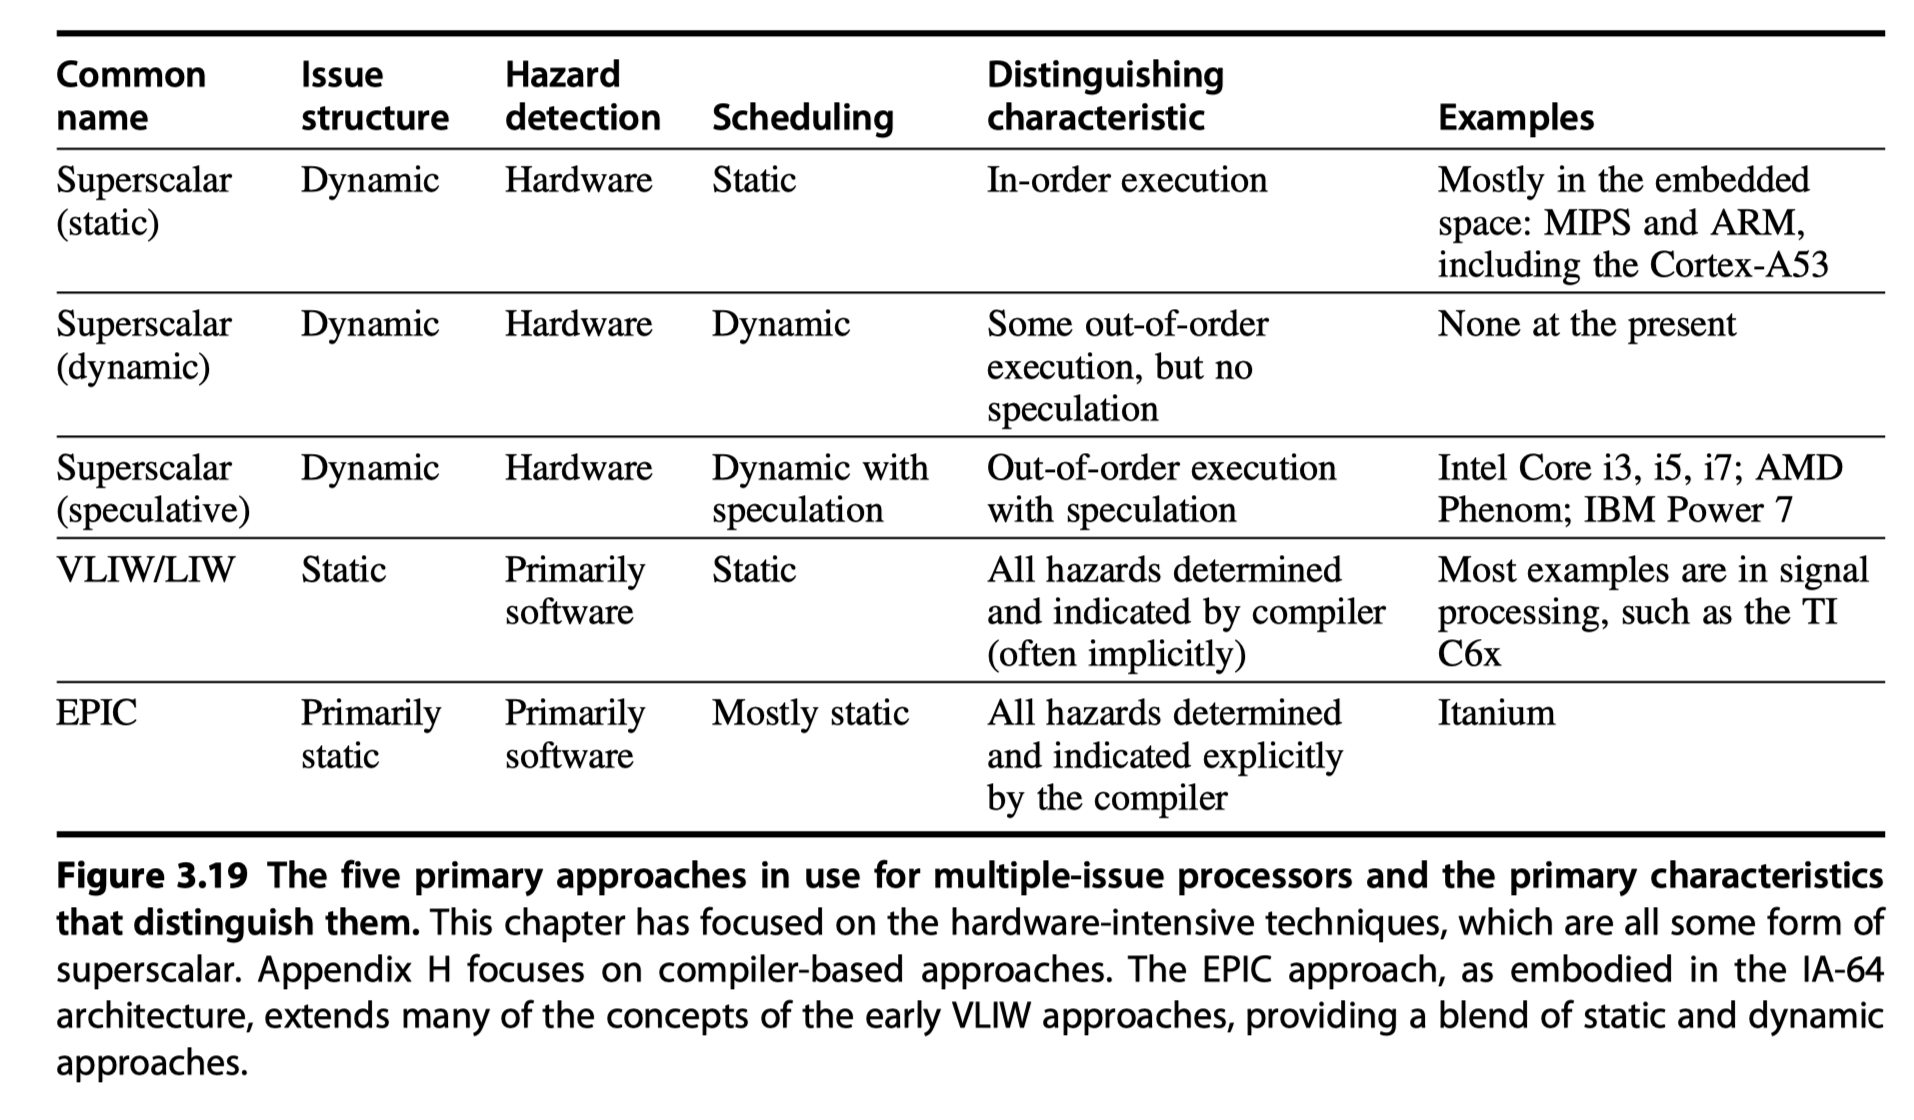 Common name	Issue structure	Hazard detection	Scheduling	Distinguishing characteristic	Examples
Superscalar (static)	Dynamic	Hardware	Static	In-order execution	Mostly in the embedded space: MIPS and ARM, including the Cortex-A53
Superscalar (dynamic)	Dynamic	Hardware	Dynamic	Some out-of-order execution, but no speculation	None at the present
Superscalar (speculative)	Dynamic	Hardware	Dynamic with speculation	Out-of-order execution with speculation	Intel Core i3, i5, i7; AMD Phenom; IBM Power 7
VLIW/LIW	Static	Primarily software	Static	All hazards determined and indicated by compiler (often implicitly)	Most examples are in signal processing, such as the TI C6x
EPIC	Primarily static	Primarily software	Mostly static	All hazards determined and indicated explicitly by the compiler	Itanium
Figure 3.19 The five primary approaches in use for multiple-issue processors and the primary characteristics
that distinguish them. This chapter has focused on the hardware-intensive techniques, which are all some form of
superscalar. Appendix H focuses on compiler-based approaches. The EPIC approach, as embodied in the IA-64
architecture, extends many of the concepts of the early VLIW approaches, providing a blend of static and dynamic
approaches.